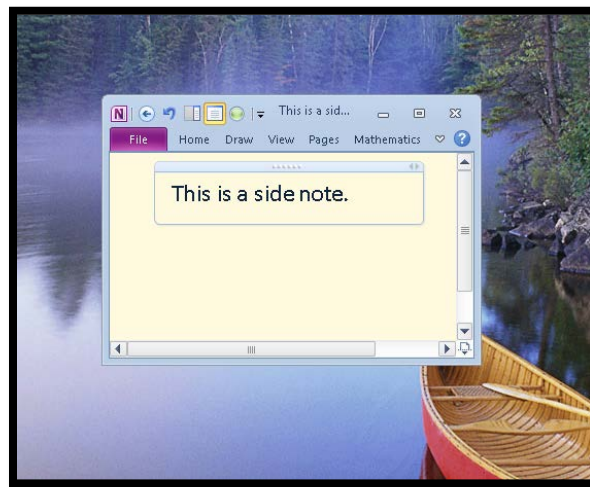 N This is a sid...
File Home Draw View Pages Mathematics ?
This is a side note.